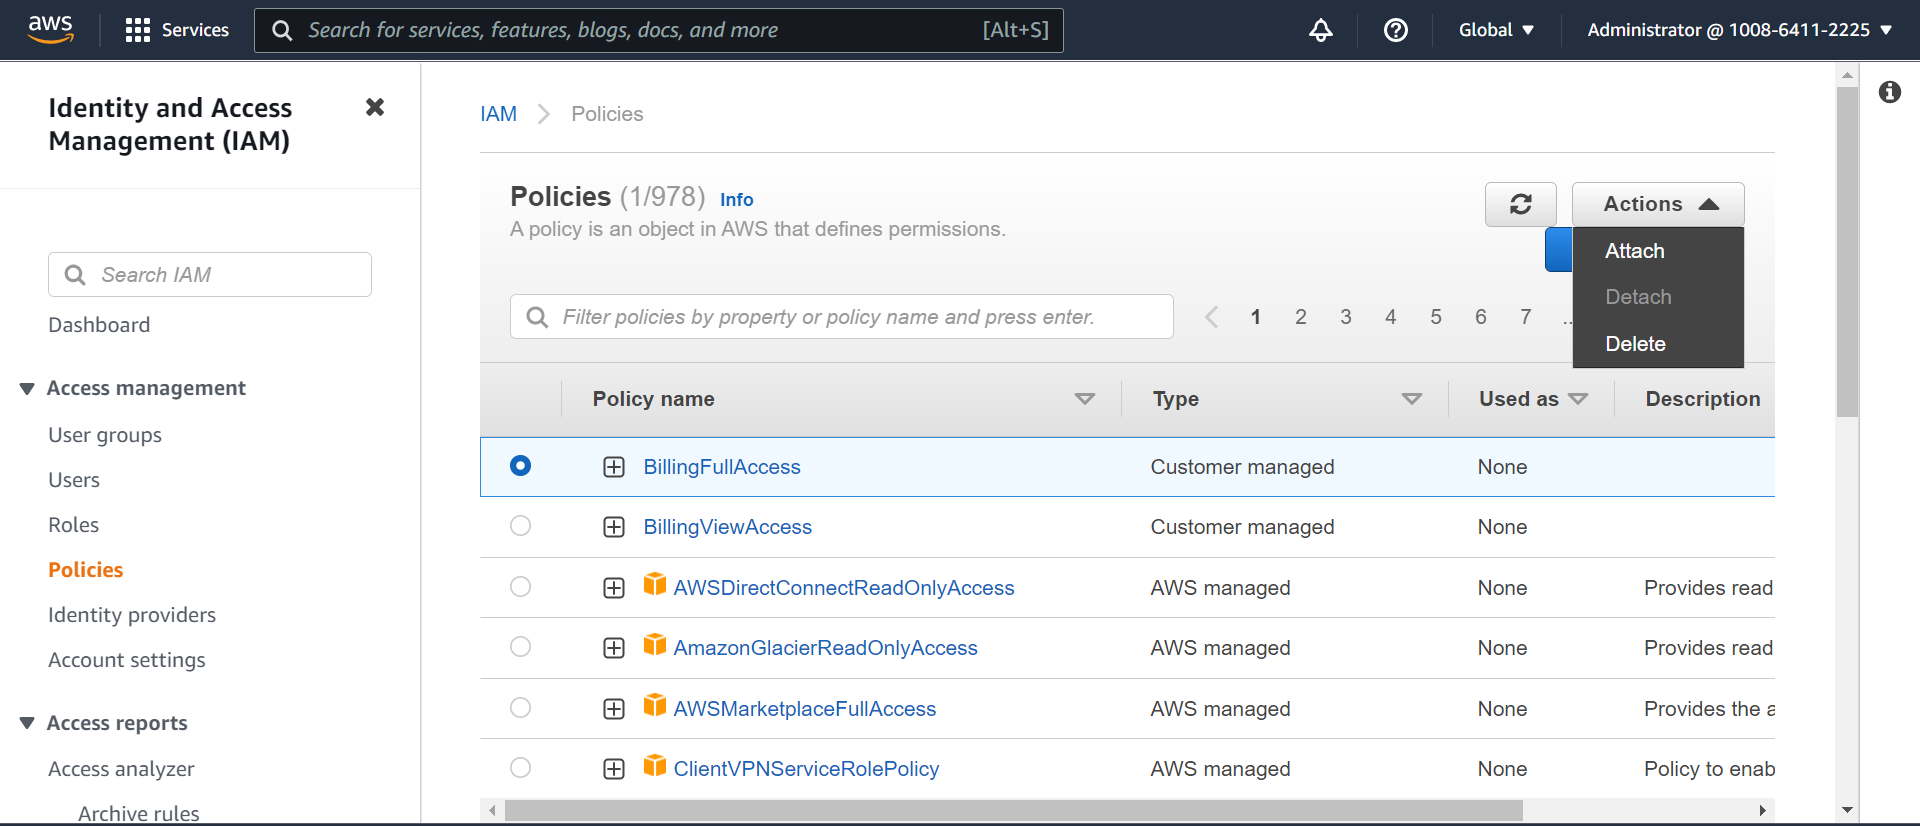 aws
Services
Search for services, features, blogs, docs, and more
[Alt+S]
Global
Administrator @ 1008-6411-2225
Identity and Access
Management (IAM)
Search IAM
Dashboard
Access management
User groups
Users
Roles
Policies
Identity providers
Account settings
Access reports
Access analyzer
Archive rules
IAM
Policies
Policies (1/978) Info
A policy is an object in AWS that defines permissions.
Actions
Attach
Detach
Delete
Filter policies by property or policy name and press enter.
1 2 3 4 5 6 7 ..
Policy name Type Used as Description
BillingFullAccess Customer managed None
BillingViewAccess Customer managed None
AWSDirectConnectReadOnlyAccess AWS managed None Provides read
AmazonGlacierReadOnlyAccess AWS managed None Provides read
AWSMarketplaceFullAccess AWS managed None Provides the a
ClientVPNServiceRolePolicy AWS managed None Policy to enab